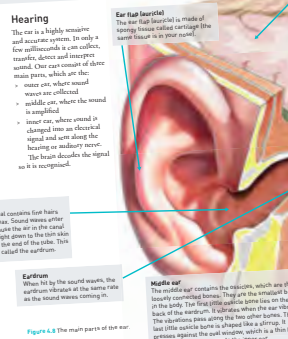 Hearing
The ear is a highly sensitive
and accurate system. In only a
few milliseconds it can collect,
transfer, detect and interpret
sound. Our ears consist of three
main parts, which are the:
» outer ear, where sound
waves are collected
» middle ear, where the sound
is amplified
» inner ear, where sound is
changed into an electrical
signal and sent along the
hearing or auditory nerve.
The brain decodes the signal
so it is recognised.
Ear flap (auricle)
The ear flap (auricle) is made of
spongy tissue called cartilage (the
same tissue is in your nose).
al contains fine hairs
wax. Sound waves enter
ause the air in the canal
ight down to the thin skin
the end of the tube. This
called the eardrum.
Eardrum
When hit by the sound waves, the
eardrum vibrates at the same rate
as the sound waves coming in.
Figure 4.8 The main parts of the ear
Middle ear
The middle ear contains the ossicles, which are
loosely connected bones. They are the smallest b
in the body. The first little ossicle bone lies on the
back of the eardrum. It vibrates when the ear
The vibrations pass along the two other bones. T
last little ossicle bone is shaped like a stirrup. It
presses against the oval window, which is a thin